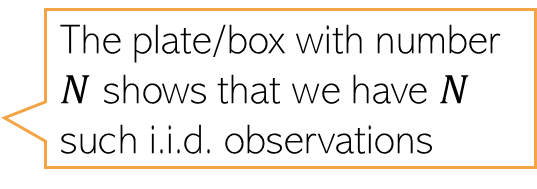 The plate/box with number
N shows that we have N
such i.i.d. observations